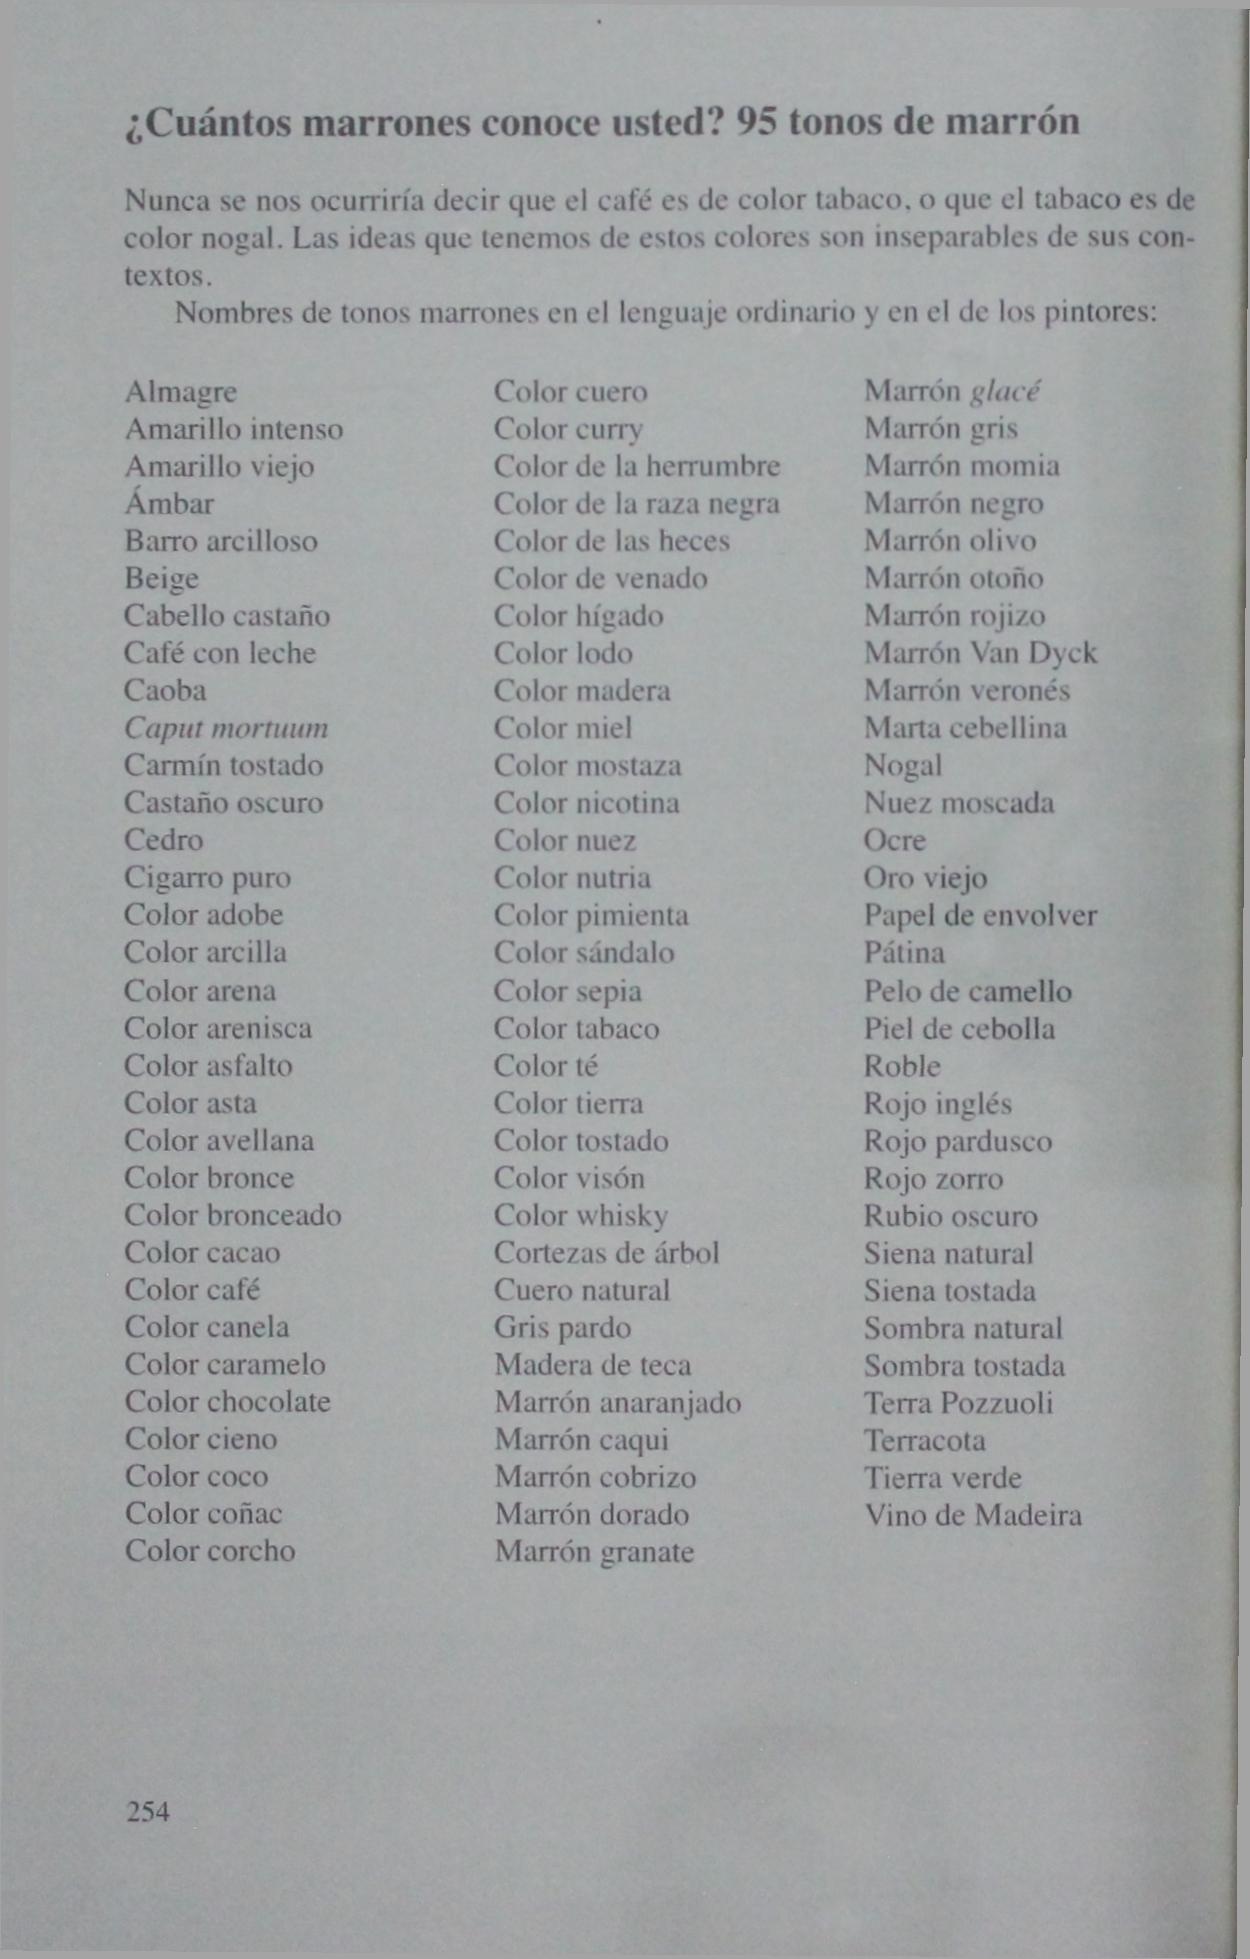 ¿Cuántos marrones conoce usted? 95 tonos de marrón
Nunca se nos ocurriría decir que el café es de color tabaco, o que el tabaco es de
color nogal. Las ideas que tenemos de estos colores son inseparables de sus con-
textos.
Nombres de tonos marrones en el lenguaje ordinario y en el de los pintores:
Almagre
Amarillo intenso
Amarillo viejo
Ámbar
Barro arcilloso
Beige
Cabello castaño
Café con leche
Caoba
Caput mortuum
Carmín tostado
Castaño oscuro
Cedro
Cigarro puro
Color adobe
Color arcilla
Color arena
Color arenisca
Color asfalto
Color asta
Color avellana
Color bronce
Color bronceado
Color cacao
Color café
Color canela
Color caramelo
Color chocolate
Color cieno
Color coco
Color coñac
Color corcho
Color cuero
Color curry
Color de la herrumbre
Color de la raza negra
Color de las heces
Color de venado
Color hígado
Color lodo
Color madera
Color miel
Color mostaza
Color nicotina
Color nuez
Color nutria
Color pimienta
Color sándalo
Color sepia
Color tabaco
Color té
Color tierra
Color tostado
Color visón
Color whisky
Cortezas de árbol
Cuero natural
Gris pardo
Madera de teca
Marrón anaranjado
Marrón caqui
Marrón cobrizo
Marrón dorado
Marrón granate
Marrón glacé
Marrón gris
Marrón momia
Marrón negro
Marrón olivo
Marrón otoño
Marrón rojizo
Marrón Van Dyck
Marrón veronés
Marta cebellina
Nogal
Nuez moscada
Ocre
Oro viejo
Papel de envolver
Pátina
Pelo de camello
Piel de cebolla
Roble
Rojo inglés
Rojo pardusco
Rojo zorro
Rubio oscuro
Siena natural
Siena tostada
Sombra natural
Sombra tostada
Terra Pozzuoli
Terracota
Tierra verde
Vino de Madeira
254